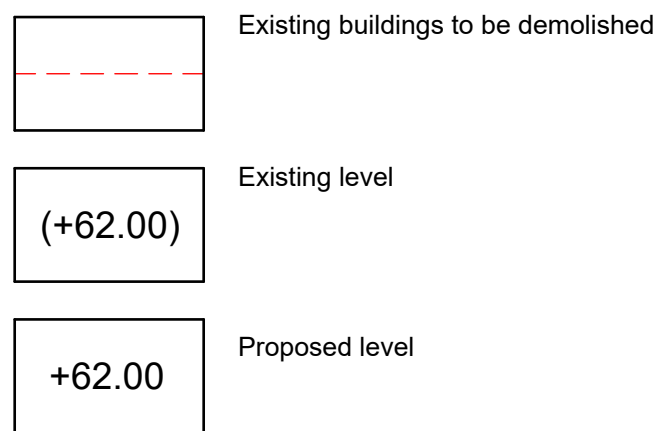 Existing buildings to be demolished
Existing level
(+62.00)
Proposed level
+62.00